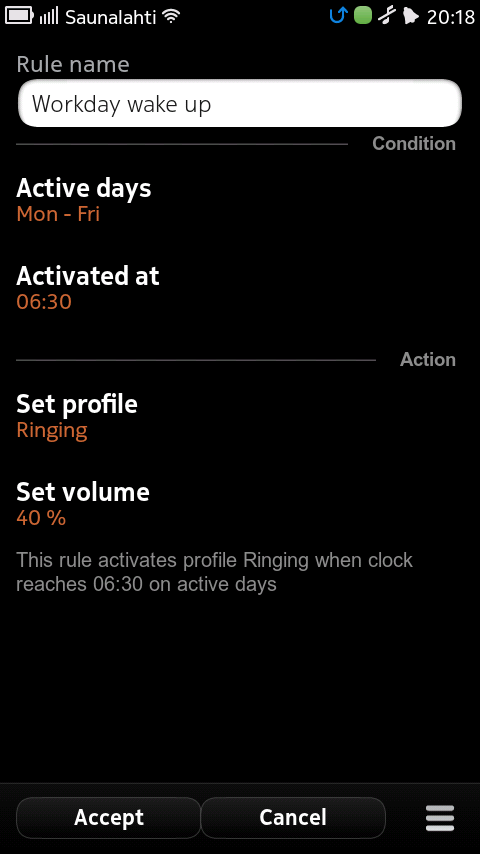 Saunalahti 20:18
Rule name
Workday wake up
Condition
Active days
Mon - Fri
Activated at
06:30
Action
Set profile
Ringing
Set volume
40 %
This rule activates profile Ringing when clock
reaches 06:30 on active days
Accept Cancel